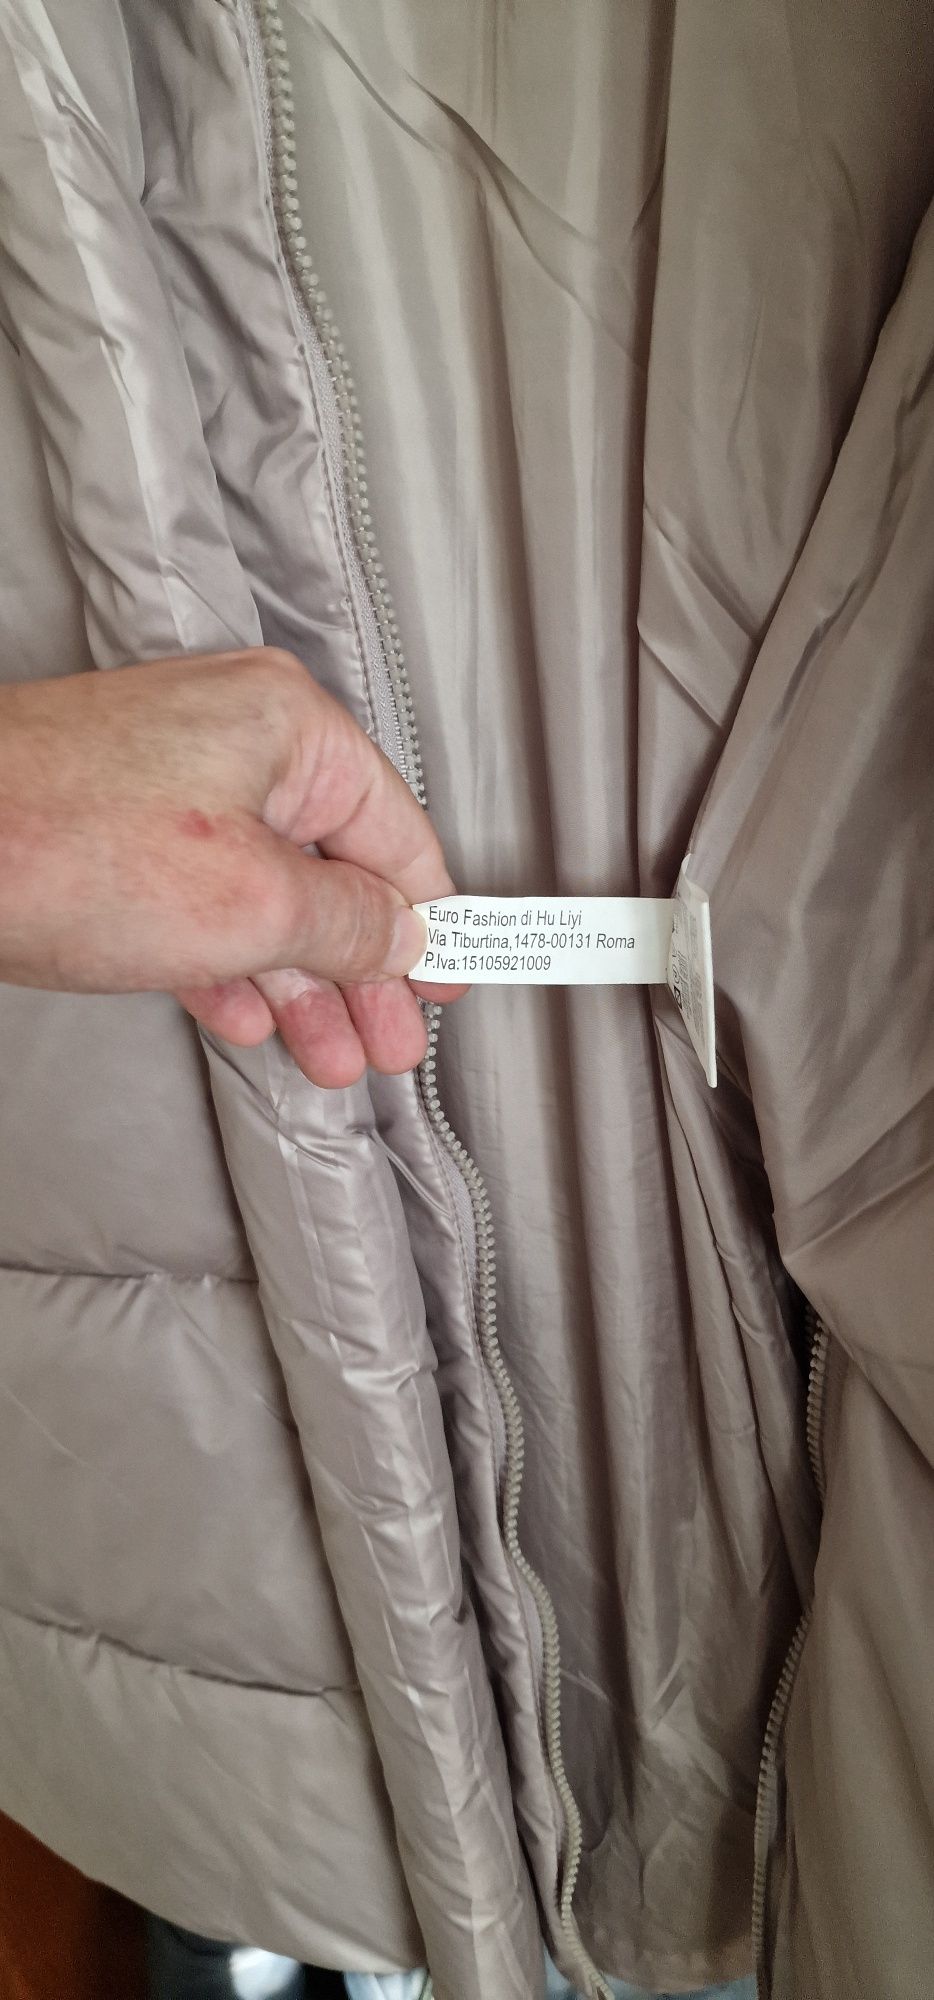 Euro Fashion di Hu Liyi
Via Tiburtina,1478-00131 Roma
P.Iva:15105921009